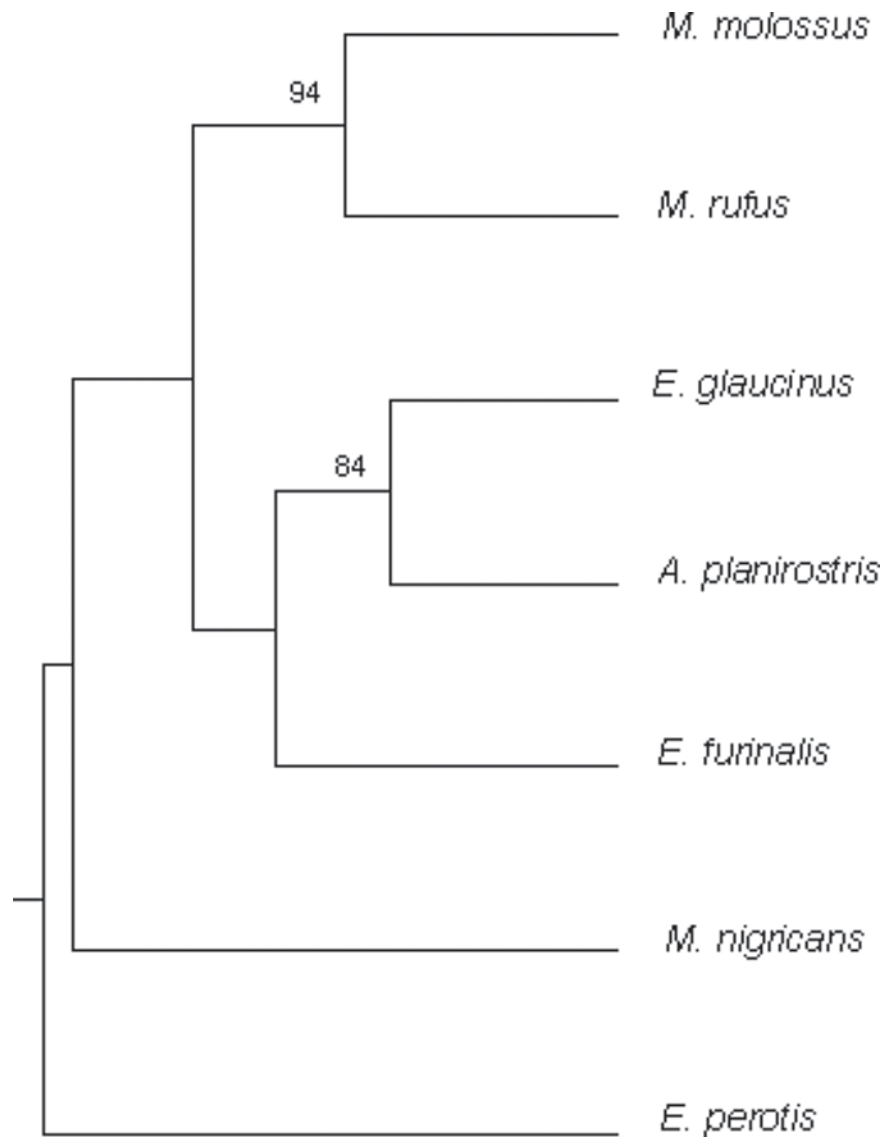 M. molossus
94
M. rufus
E. glaucinus
84
A. planirostris
E. furinalis
M. nigricans
E. perotis